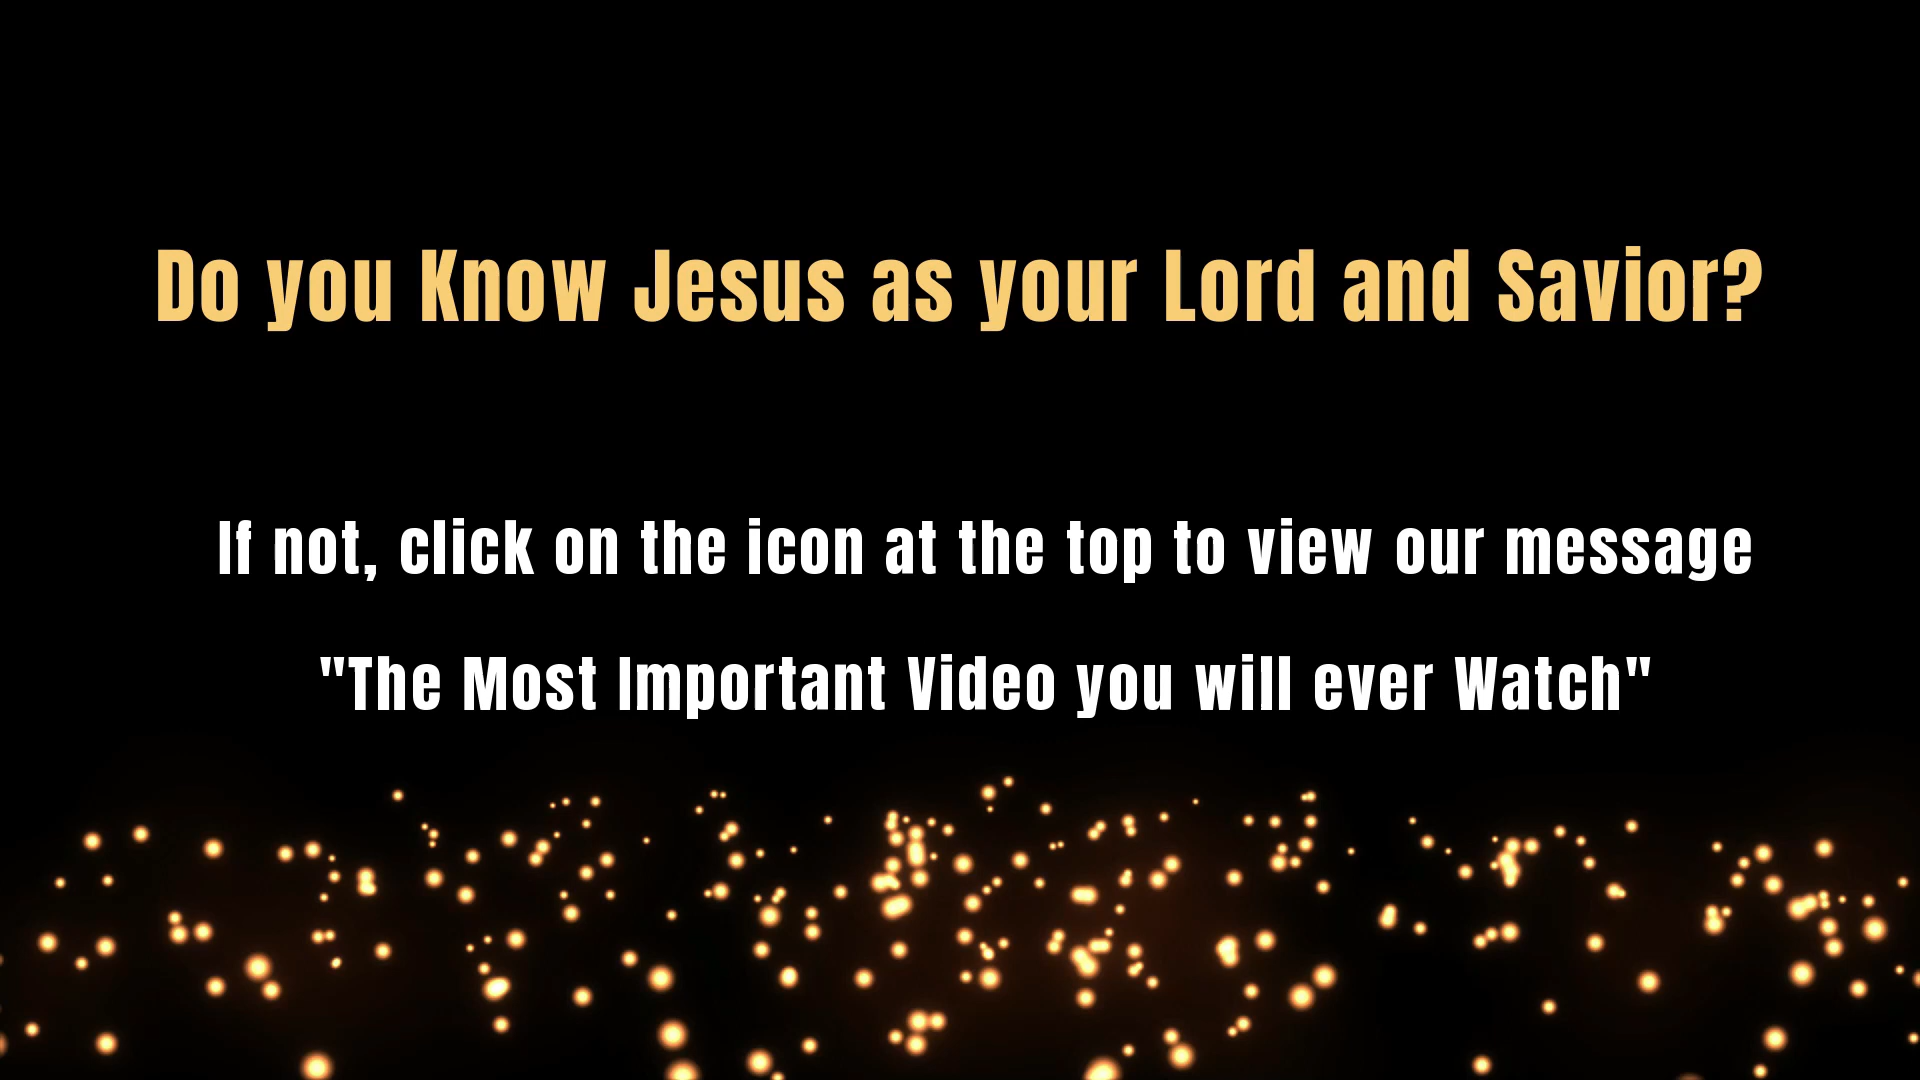 Do you Know Jesus as your Lord and Savior?
If not, click on the icon at the top to view our message
"The Most Important Video you will ever Watch"